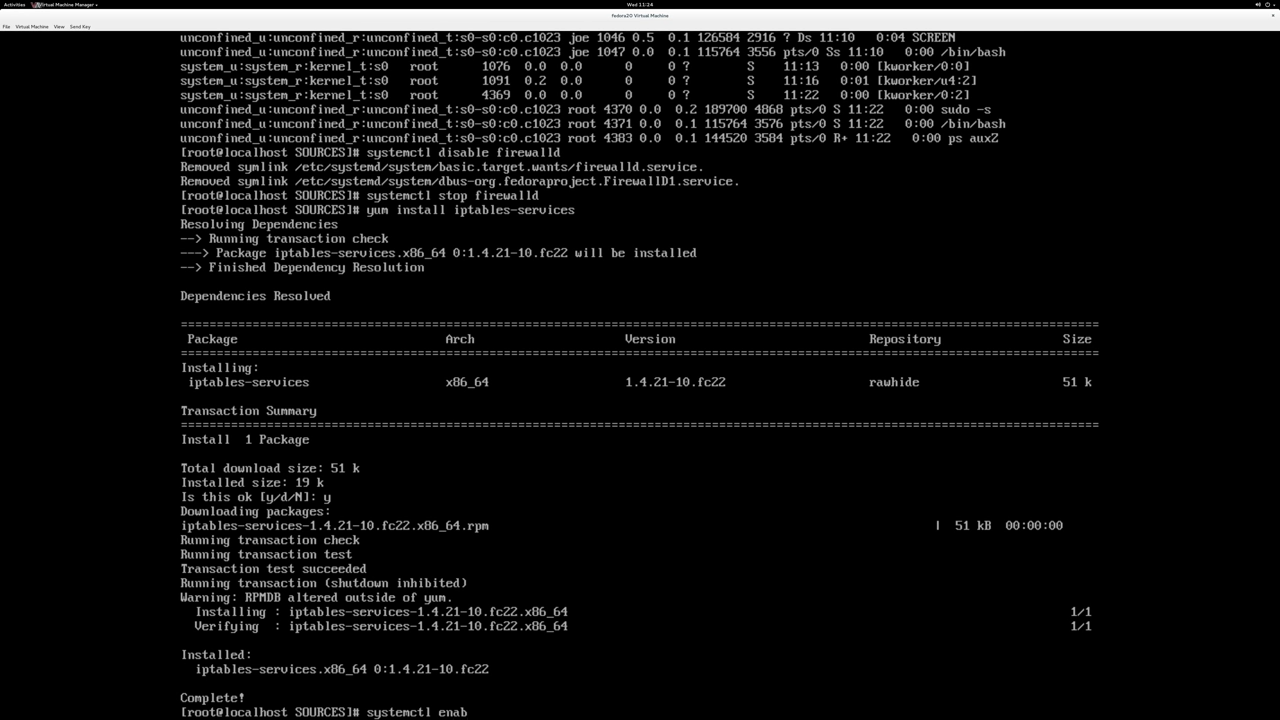 Activities Virtual Machine Manager
Wed 11:24
Fedora20 Virtual Machine
File Virtual Machine View Send Key
unconfined_u:unconfined_r:unconfined_t:s0-s0:c0.c1023 joe 1046 0.5 0.1 126584 2916 ? Ds 11:10 0:04 SCREEN
unconfined_u:unconfined_r:unconfined_t:s0-s0:c0.c1023 joe 1047 0.0 0.1 115764 3556 pts/0 Ss 11:10 0:00 /bin/bash
system_u:system_r:kernel_t:s0 root 1076 0.0 0.0 0 0 ? S 11:13 0:00 [kworker/0:0]
system_u:system_r:kernel_t:s0 root 1091 0.2 0.0 0 0 ? S 11:16 0:01 [kworker/u4:2]
system_u:system_r:kernel_t:s0 root 4369 0.0 0.0 0 0 ? S 11:22 0:00 [kworker/0:2]
unconfined_u:unconfined_r:unconfined_t:s0-s0:c0.c1023 root 4370 0.0 0.2 189700 4868 pts/0 S 11:22 0:00 sudo -s
unconfined_u:unconfined_r:unconfined_t:s0-s0:c0.c1023 root 4371 0.0 0.1 115764 3576 pts/0 S 11:22 0:00 /bin/bash
unconfined_u:unconfined_r:unconfined_t:s0-s0:c0.c1023 root 4383 0.0 0.1 144520 3584 pts/0 R+ 11:22 0:00 ps auxZ
[root@localhost SOURCES]# systemctl disable firewalld
Removed symlink /etc/systemd/system/basic.target.wants/firewalld.service.
Removed symlink /etc/systemd/system/dbus-org.fedoraproject.FirewallD1.service.
[root@localhost SOURCES]# systemctl stop firewalld
[root@localhost SOURCES]# yum install iptables-services
Resolving Dependencies
--> Running transaction check
---> Package iptables-services.x86_64 0:1.4.21-10.fc22 will be installed
--> Finished Dependency Resolution
Dependencies Resolved
================================================================================
Package Arch Version Repository Size
================================================================================
Installing:
iptables-services x86_64 1.4.21-10.fc22 rawhide 51 k
Transaction Summary
================================================================================
Install 1 Package
Total download size: 51 k
Installed size: 19 k
Is this ok [y/d/N]: y
Downloading packages:
iptables-services-1.4.21-10.fc22.x86_64.rpm | 51 kB 00:00:00
Running transaction check
Running transaction test
Transaction test succeeded
Running transaction (shutdown inhibited)
Warning: RPMDB altered outside of yum.
Installing : iptables-services-1.4.21-10.fc22.x86_64 1/1
Verifying : iptables-services-1.4.21-10.fc22.x86_64 1/1
Installed:
iptables-services.x86_64 0:1.4.21-10.fc22
Complete!
[root@localhost SOURCES]# systemctl enab